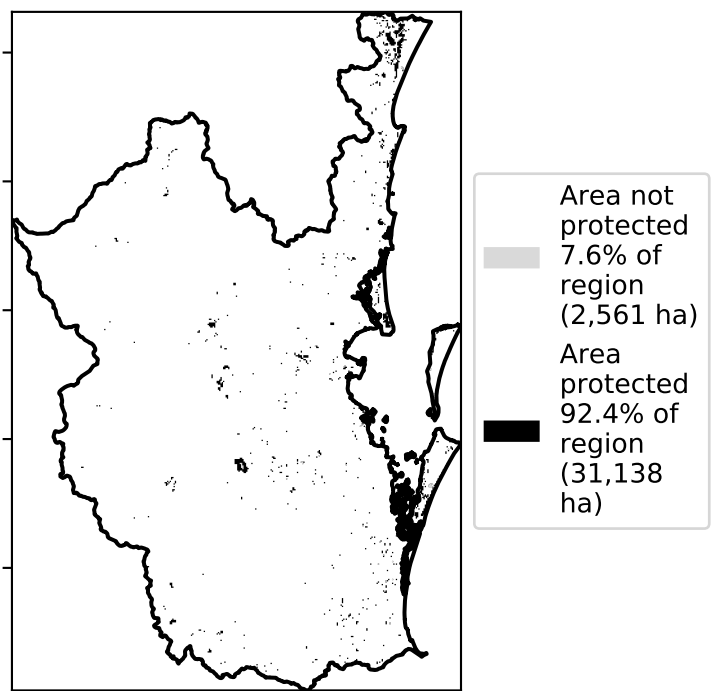 Area not
protected
7.6% of
region
(2,561 ha)
Area
protected
92.4% of
region
(31,138
ha)